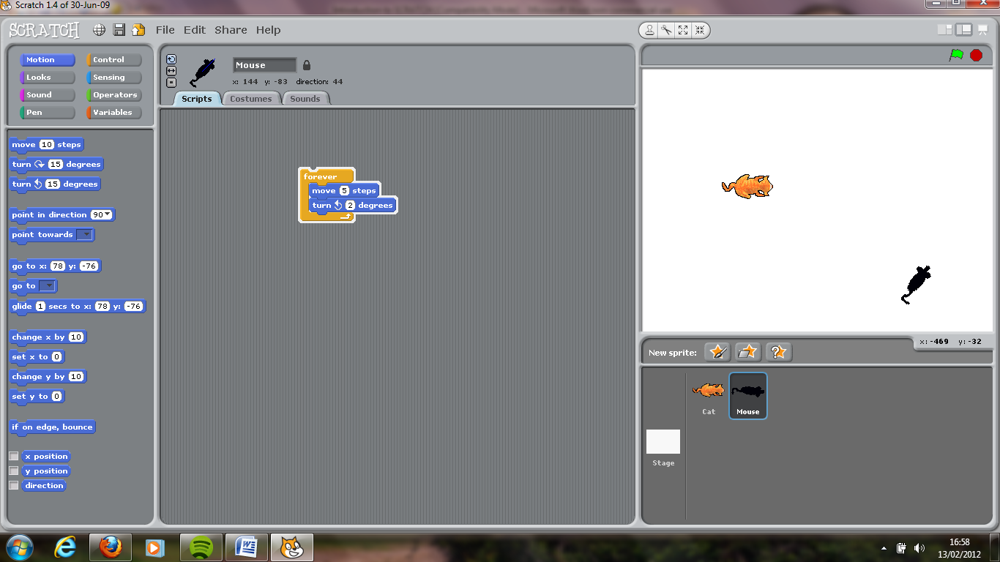 Scratch 1.4 of 30-Jun-09
SCRATCH File Edit Share Help
Motion Control
Looks Sensing
Sound Operators
Pen Variables
move 10 steps
turn 15 degrees
turn 15 degrees
point in direction 90
point towards
go to x: 78 y: -76
go to
glide 1 secs to x: 78 y: -76
change x by 10
set x to 0
change y by 10
set y to 0
if on edge, bounce
x position
y position
direction
Mouse
x: 144 y: -83 direction: 44
Scripts Costumes Sounds
forever
move 5 steps
turn 2 degrees
x: -469 y: -32
New sprite:
Cat Mouse
Stage
16:58
13/02/2012